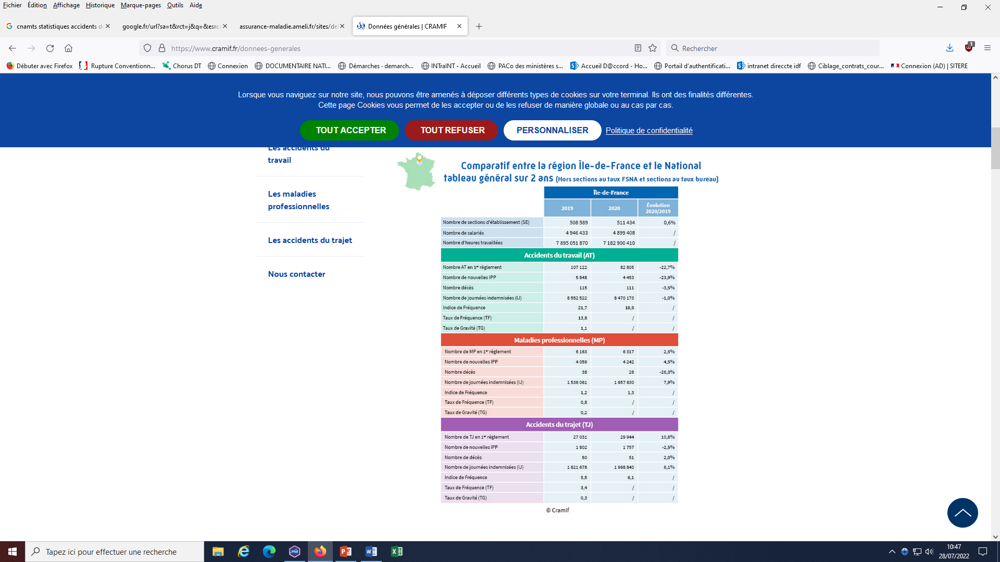 Fichier Édition Affichage Historique Marque-pages Outils Aide
cnamts statistiques accidents du
google.fr/url?sa=t&rct=j&q=&esrc=
assurance-maladie.ameli.fr/sites/def
Données générales | CRAMIF
https://www.cramif.fr/donnees-generales
Rechercher
1
Débuter avec Firefox Rupture Conventionn... Chorus DT Connexion DOCUMENTAIRE NATI... Démarches · demarch... INTraINT - Accueil PACo des ministères s... Accueil D@ccord - Ho... Portail d'authentificati... intranet direccte idf Ciblage_contrats_cour... Connexion (AD) | SITERE
Lorsque vous naviguez sur notre site, nous pouvons être amenés à déposer différents types de cookies sur votre terminal. Ils ont des finalités différentes.
Cette page Cookies vous permet de les accepter ou de les refuser de manière globale ou au cas par cas.
TOUT ACCEPTER TOUT REFUSER PERSONNALISER Politique de confidentialité
Les accidents du
travail
Les maladies
professionnelles
Les accidents du trajet
Nous contacter
Comparatif entre la région Île-de-France et le National
tableau général sur 2 ans (Hors sections au taux FSNA et sections au taux bureau)
Île-de-France
2019 2020 Évolution
2020/2019
Nombre de sections d'établissement (SE) 508 589 511 434 0,6%
Nombre de salariés 4 946 433 4 899 408 /
Nombre d'heures travaillées 7 895 051 870 7 182 900 410 /
Accidents du travail (AT)
Nombre AT en 1er règlement 107 122 82 805 -22,7%
Nombre de nouvelles IPP 5 848 4 453 -23,9%
Nombre décès 115 111 -3,5%
Nombre de journées indemnisées (IJ) 8 552 522 8 470 173 -1,0%
Indice de Fréquence 21,7 16,9 /
Taux de Fréquence (TF) 13,6 / /
Taux de Gravité (TG) 1,1 / /
Maladies professionnelles (MP)
Nombre de MP en 1er règlement 6 163 6 317 2,5%
Nombre de nouvelles IPP 4 059 4 242 4,5%
Nombre décès 38 28 -26,3%
Nombre de journées indemnisées (IJ) 1 536 061 1 657 630 7,9%
Indice de Fréquence 1,2 1,3 /
Taux de Fréquence (TF) 0,8 / /
Taux de Gravité (TG) 0,2 / /
Accidents du trajet (TJ)
Nombre de TJ en 1er règlement 27 031 29 944 10,8%
Nombre de nouvelles IPP 1 802 1 757 -2,5%
Nombre de décès 50 51 2,0%
Nombre de journées indemnisées (IJ) 1 821 678 1 968 840 8,1%
Indice de Fréquence 5,5 6,1 /
Taux de Fréquence (TF) 3,4 / /
Taux de Gravité (TG) 0,3 / /
© Cramif
Tapez ici pour effectuer une recherche
10:47
28/07/2022